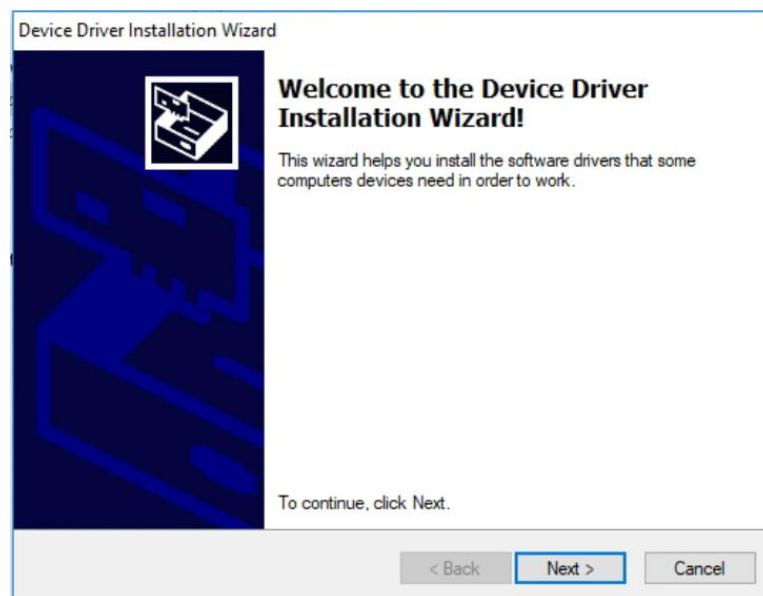 Device Driver Installation Wizard
Welcome to the Device Driver
Installation Wizard!
This wizard helps you install the software drivers that some
computers devices need in order to work.
To continue, click Next.
< Back
Next >
Cancel